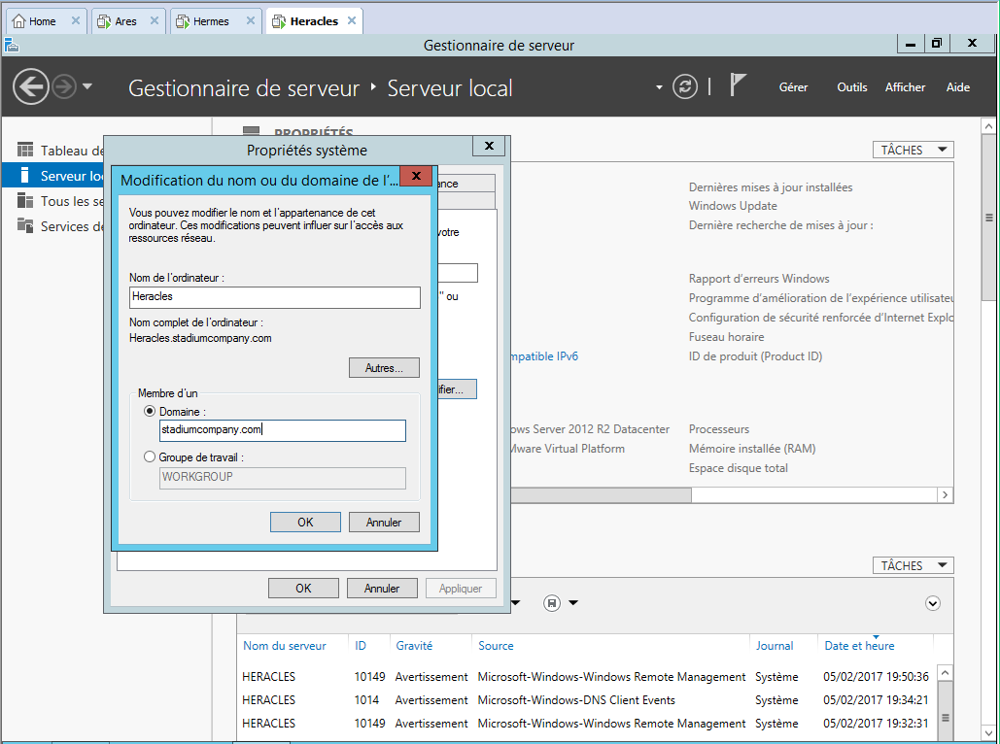 Home
Ares
Hermes
Heracles
Gestionnaire de serveur
Gestionnaire de serveur
Serveur local
Gérer
Outils
Afficher
Aide
PROPRIÉTÉS
TÂCHES
Tableau de
Serveur loc
Tous les se
Services de
Propriétés système
ance
votre
" ou
ifier...
Modification du nom ou du domaine de l'...
Vous pouvez modifier le nom et l'appartenance de cet
ordinateur. Ces modifications peuvent influer sur l'accès aux
ressources réseau.
Nom de l'ordinateur :
Heracles
Nom complet de l'ordinateur :
Heracles.stadiumcompany.com
Autres...
Membre d'un
Domaine :
stadiumcompany.com
Groupe de travail :
WORKGROUP
OK
Annuler
OK
Annuler
Appliquer
Dernières mises à jour installées
Windows Update
Dernière recherche de mises à jour :
Rapport d'erreurs Windows
Programme d'amélioration de l'expérience utilisateu
Configuration de sécurité renforcée d'Internet Explo
Fuseau horaire
mpatible IPv6
ID de produit (Product ID)
ows Server 2012 R2 Datacenter
Processeurs
Mware Virtual Platform
Mémoire installée (RAM)
Espace disque total
TÂCHES
Nom du serveur ID Gravité Source Journal Date et heure
HERACLES 10149 Avertissement Microsoft-Windows-Windows Remote Management Système 05/02/2017 19:50:36
HERACLES 1014 Avertissement Microsoft-Windows-DNS Client Events Système 05/02/2017 19:34:21
HERACLES 10149 Avertissement Microsoft-Windows-Windows Remote Management Système 05/02/2017 19:32:31